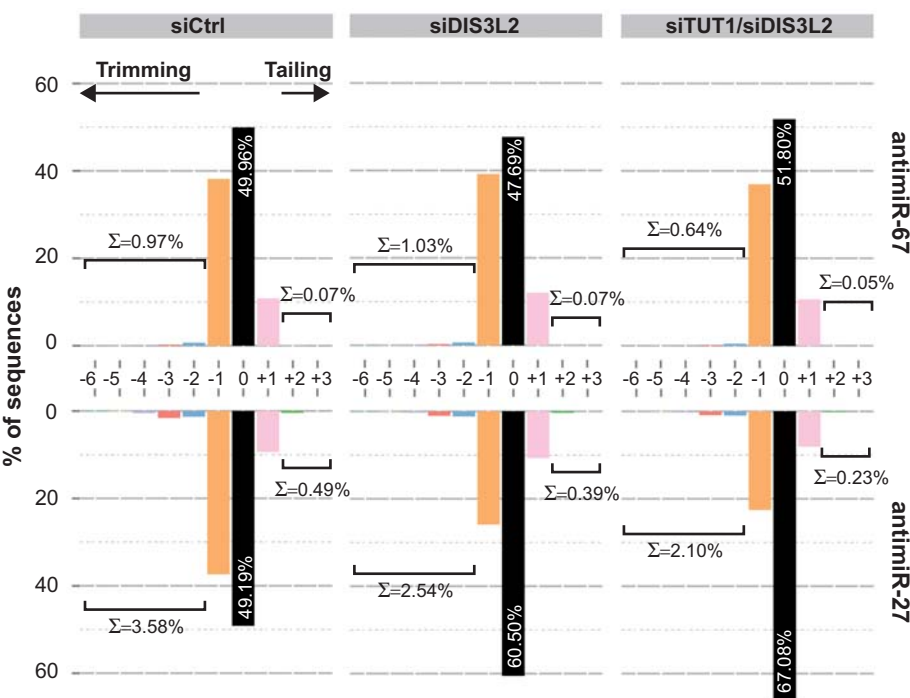 siCtrl
siDIS3L2
siTUT1/siDIS3L2
Trimming
Tailing
% of sequences
60
40
20
0
49.96%
Σ=0.97%
Σ=0.07%
47.69%
Σ=1.03%
Σ=0.07%
51.80%
Σ=0.64%
Σ=0.05%
antimiR-67
-6 -5 -4 -3 -2 -1 0 +1 +2 +3
-6 -5 -4 -3 -2 -1 0 +1 +2 +3
-6 -5 -4 -3 -2 -1 0 +1 +2 +3
0
20
40
60
49.19%
Σ=3.58%
Σ=0.49%
60.50%
Σ=2.54%
Σ=0.39%
67.08%
Σ=2.10%
Σ=0.23%
antimiR-27